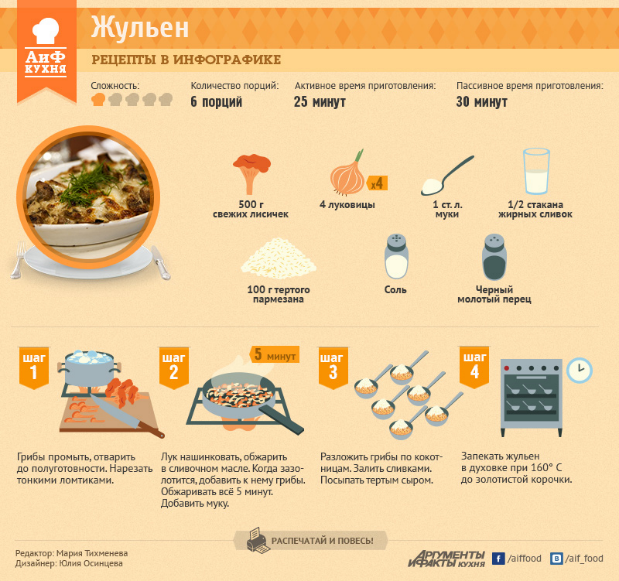 Жульен
АиФ
КУХНЯ
РЕЦЕПТЫ В ИНФОГРАФИКЕ
Сложность:
Количество порций:
6 порций
Активное время приготовления:
25 минут
Пассивное время приготовления:
30 минут
500 г
свежих лисичек
х4
4 луковицы
1 ст. л.
муки
1/2 стакана
жирных сливок
100 г тертого
пармезана
Соль
Черный
молотый перец
шаг
1
шаг
2
5 минут
шаг
3
шаг
4
Грибы промыть, отварить
до полуготовности. Нарезать
тонкими ломтиками.
Лук нашинковать, обжарить
в сливочном масле. Когда зазо-
лотится, добавить к нему грибы.
Обжаривать всё 5 минут.
Добавить муку.
Разложить грибы по кокот-
ницам. Залить сливками.
Посыпать тертым сыром.
Запекать жульен
в духовке при 160° С
до золотистой корочки.
РАСПЕЧАТАЙ И ПОВЕСЬ!
Редактор: Мария Тихменева
Дизайнер: Юлия Осинцева
АРГУМЕНТЫ
И ФАКТЫ КУХНЯ
f /aiffood
B /aif_food